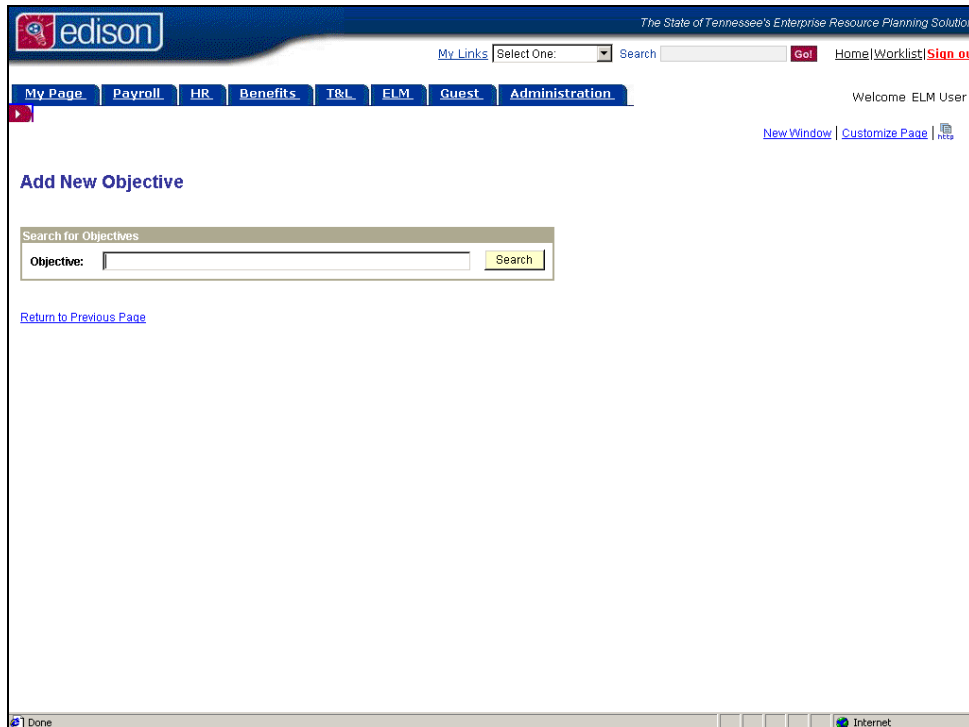 edison
The State of Tennessee's Enterprise Resource Planning Solution
My Links Select One: Search Go! Home|Worklist|Sign ou
My Page Payroll HR Benefits T&L ELM Guest Administration
Welcome ELM User
New Window | Customize Page | http
Add New Objective
Search for Objectives
Objective: Search
Return to Previous Page
Done Internet